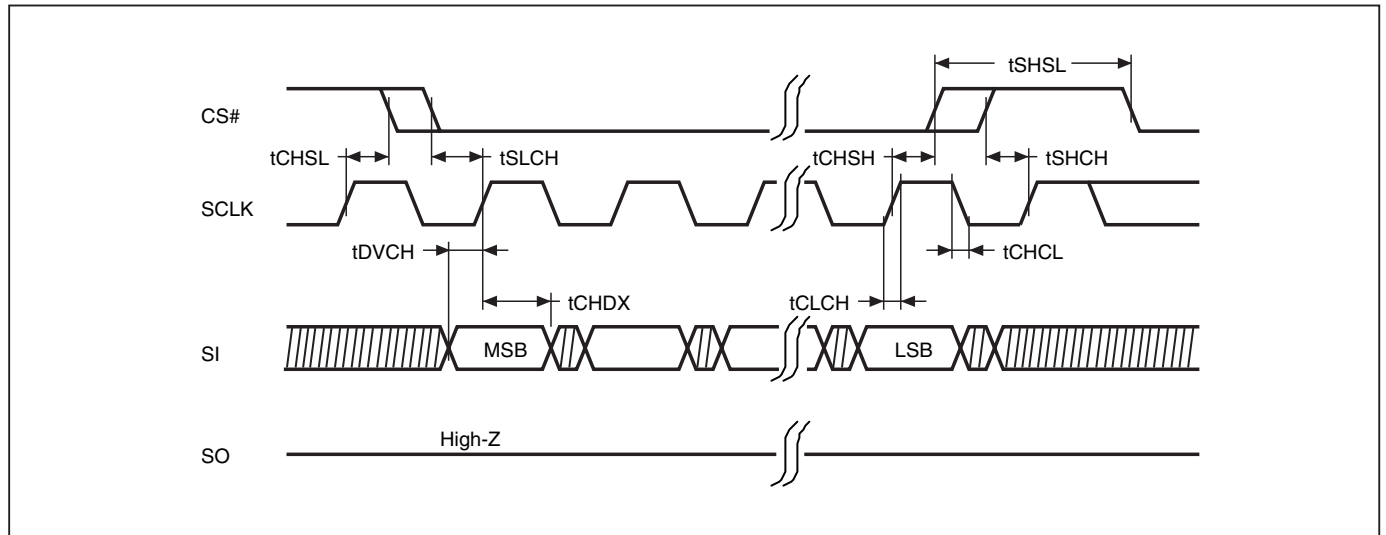 tSHSL
CS#
tCHSL
tSLCH
tCHSH
tSHCH
SCLK
tDVCH
tCHCL
tCHDX
tCLCH
SI
MSB
LSB
High-Z
SO